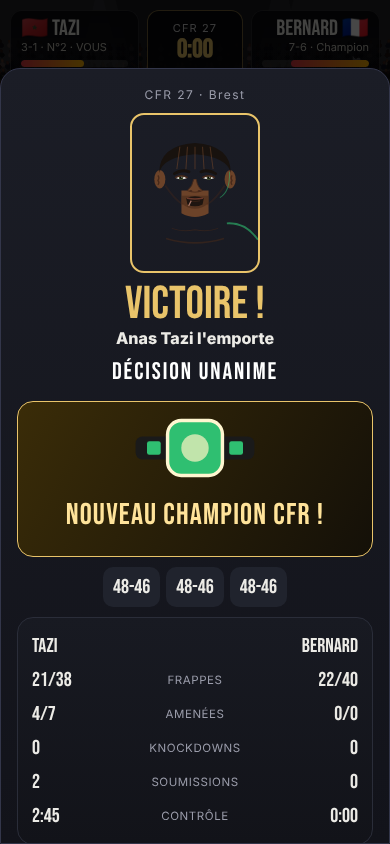 TAZI
CFR 27
BERNARD
3-1 · N°2 · VOUS
0:00
7-6 · Champion
CFR 27 · Brest
VICTOIRE !
Anas Tazi l'emporte
DÉCISION UNANIME
NOUVEAU CHAMPION CFR !
48-46 48-46 48-46
TAZI BERNARD
21/38 FRAPPES 22/40
4/7 AMENÉES 0/0
0 KNOCKDOWNS 0
2 SOUMISSIONS 0
2:45 CONTRÔLE 0:00